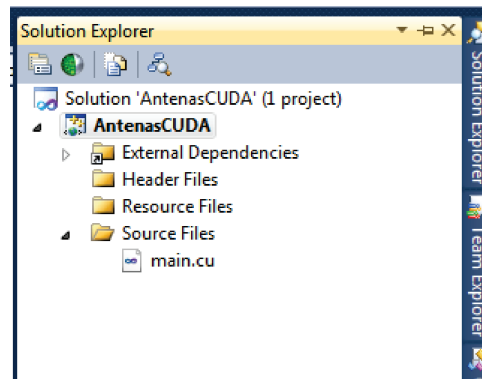 Solution Explorer
Solution 'AntenasCUDA' (1 project)
AntenasCUDA
External Dependencies
Header Files
Resource Files
Source Files
main.cu
Solution Explorer
Team Explorer